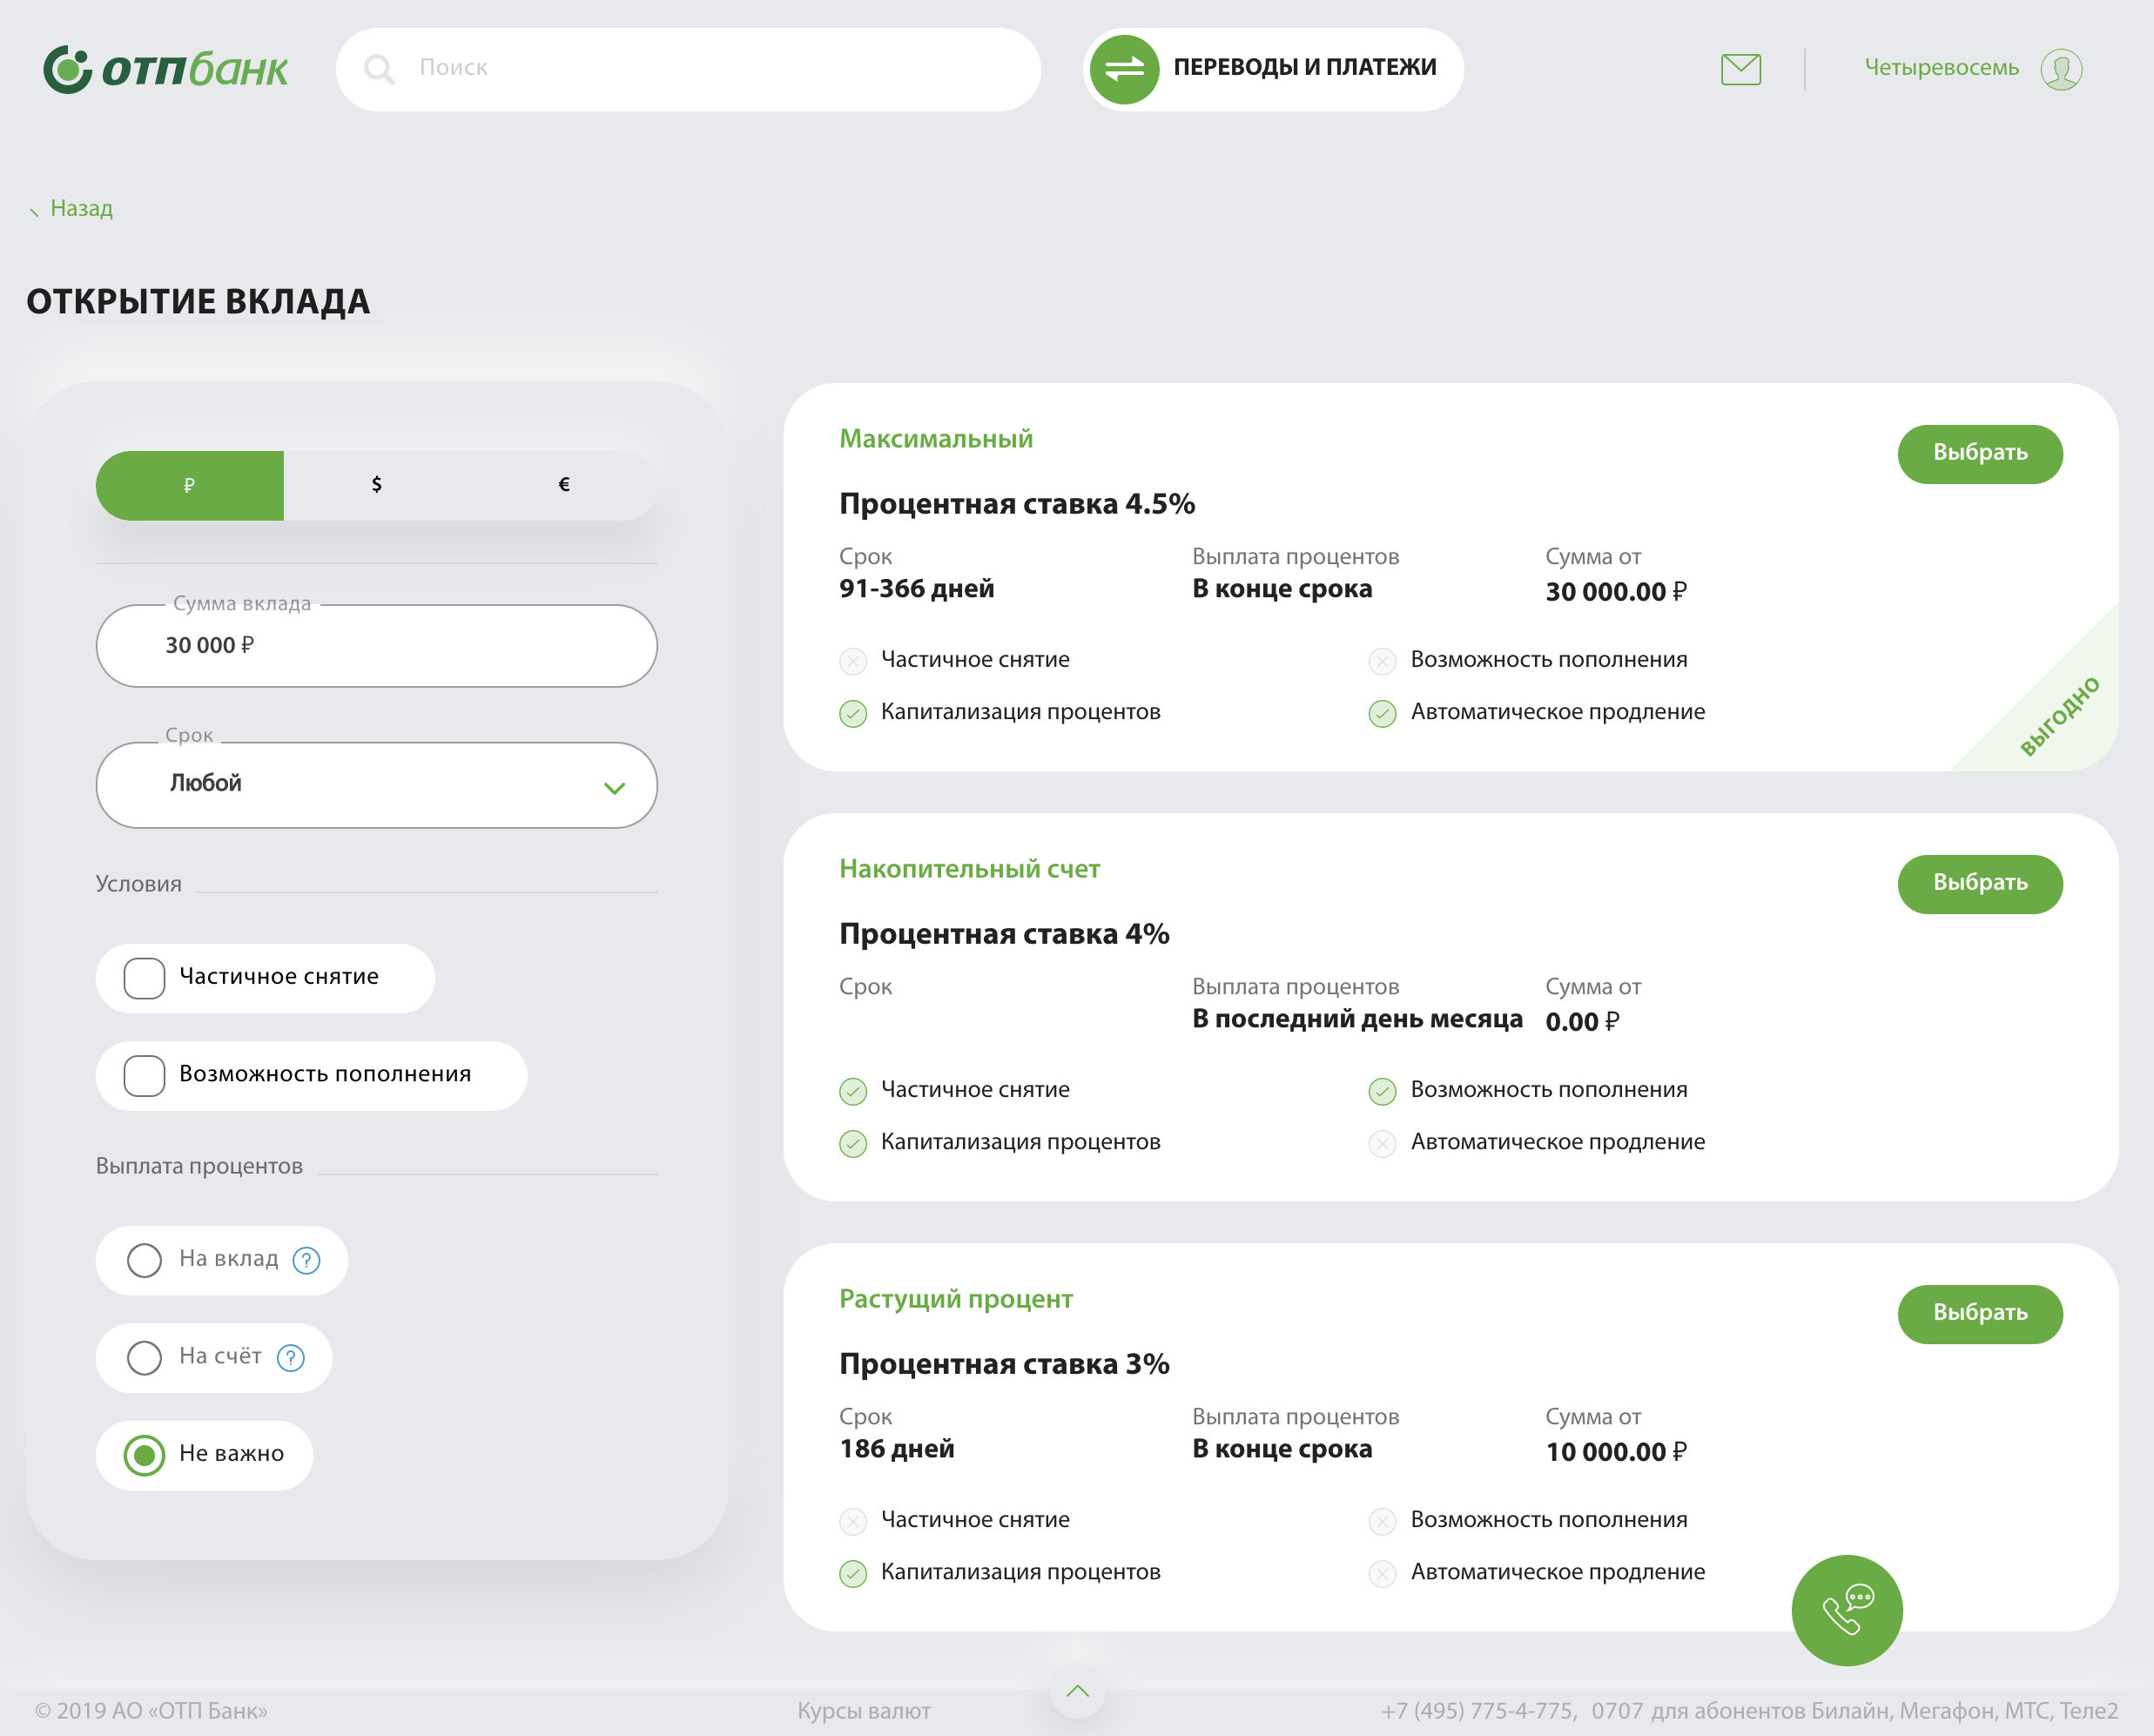 отпбанк
Поиск
ПЕРЕВОДЫ И ПЛАТЕЖИ
Четыревосемь
Назад
ОТКРЫТИЕ ВКЛАДА
₽ $ €
Сумма вклада
30 000 ₽
Срок
Любой
Условия
Частичное снятие
Возможность пополнения
Выплата процентов
На вклад ?
На счёт ?
Не важно
Максимальный
Выбрать
Процентная ставка 4.5%
Срок Выплата процентов Сумма от
91-366 дней В конце срока 30 000.00 ₽
Частичное снятие Возможность пополнения
Капитализация процентов Автоматическое продление
ВЫГОДНО
Накопительный счет
Выбрать
Процентная ставка 4%
Срок Выплата процентов Сумма от
В последний день месяца 0.00 ₽
Частичное снятие Возможность пополнения
Капитализация процентов Автоматическое продление
Растущий процент
Выбрать
Процентная ставка 3%
Срок Выплата процентов Сумма от
186 дней В конце срока 10 000.00 ₽
Частичное снятие Возможность пополнения
Капитализация процентов Автоматическое продление
© 2019 АО «ОТП Банк» Курсы валют +7 (495) 775-4-775, 0707 для абонентов Билайн, Мегафон, МТС, Теле2